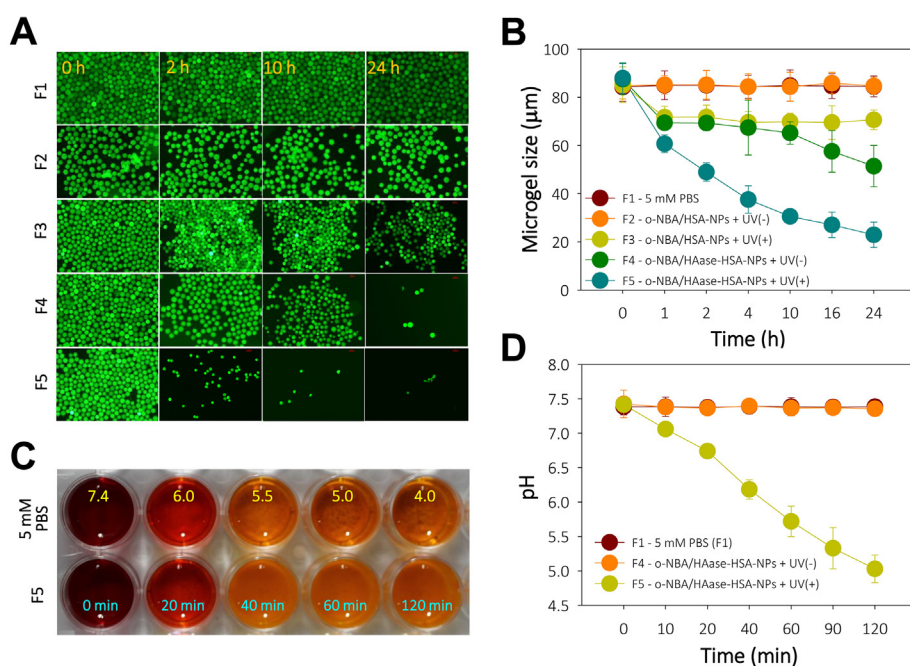 A
0 h 2 h 10 h 24 h
F1
F2
F3
F4
F5
B
Microgel size (μm)
100
80
60
40
20
0
F1 - 5 mM PBS
F2 - o-NBA/HSA-NPs + UV(-)
F3 - o-NBA/HSA-NPs + UV(+)
F4 - o-NBA/HAase-HSA-NPs + UV(-)
F5 - o-NBA/HAase-HSA-NPs + UV(+)
0 1 2 4 10 16 24
Time (h)
C
5 mM
PBS
7.4 6.0 5.5 5.0 4.0
F5
0 min 20 min 40 min 60 min 120 min
D
pH
8.0
7.5
7.0
6.5
6.0
5.5
5.0
4.5
F1 - 5 mM PBS (F1)
F4 - o-NBA/HAase-HSA-NPs + UV(-)
F5 - o-NBA/HAase-HSA-NPs + UV(+)
0 10 20 40 60 90 120
Time (min)